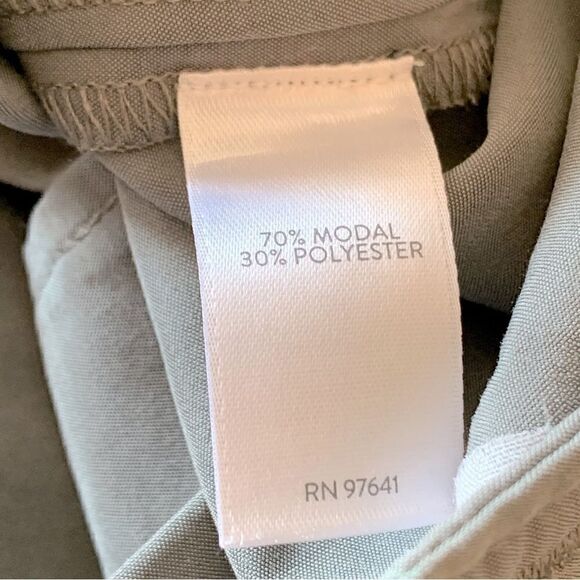 70% MODAL
30% POLYESTER
RN 97641